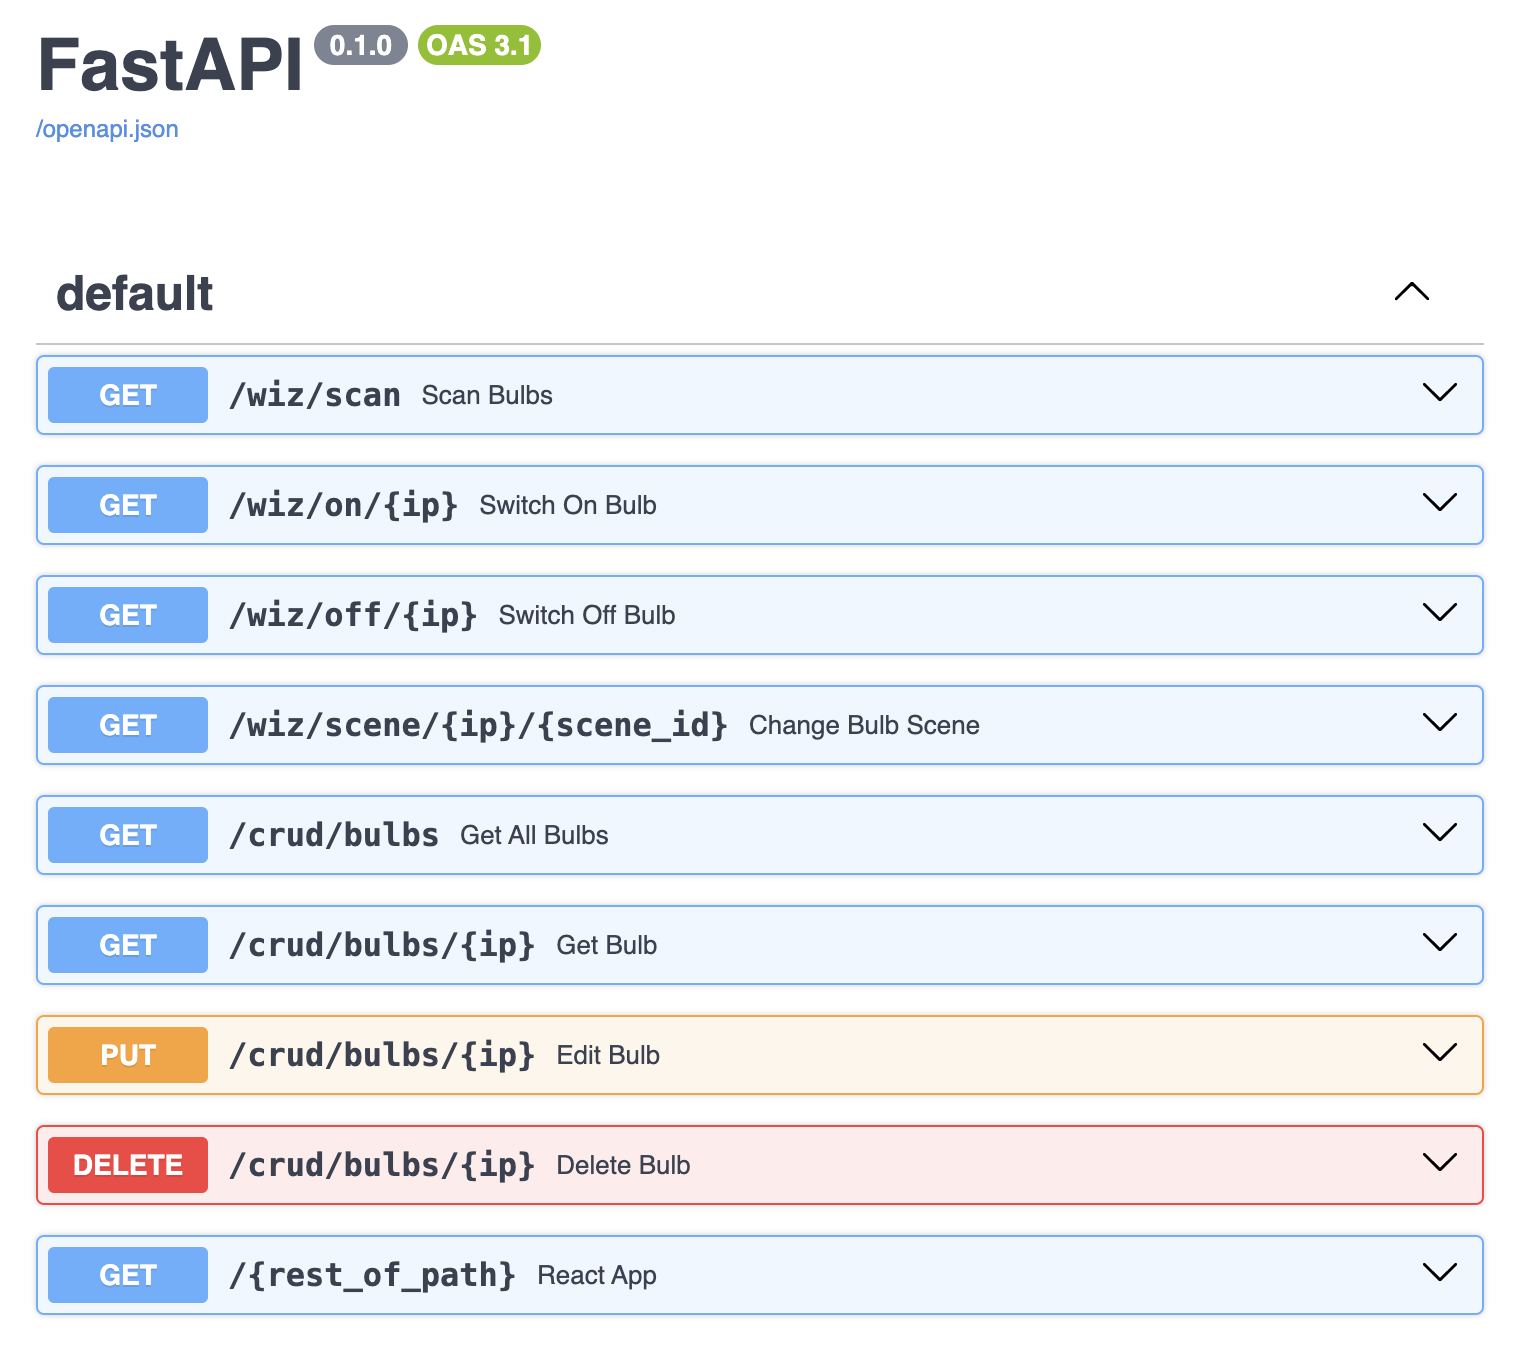 FastAPI 0.1.0 OAS 3.1
/openapi.json
default
GET /wiz/scan Scan Bulbs
GET /wiz/on/{ip} Switch On Bulb
GET /wiz/off/{ip} Switch Off Bulb
GET /wiz/scene/{ip}/{scene_id} Change Bulb Scene
GET /crud/bulbs Get All Bulbs
GET /crud/bulbs/{ip} Get Bulb
PUT /crud/bulbs/{ip} Edit Bulb
DELETE /crud/bulbs/{ip} Delete Bulb
GET /{rest_of_path} React App